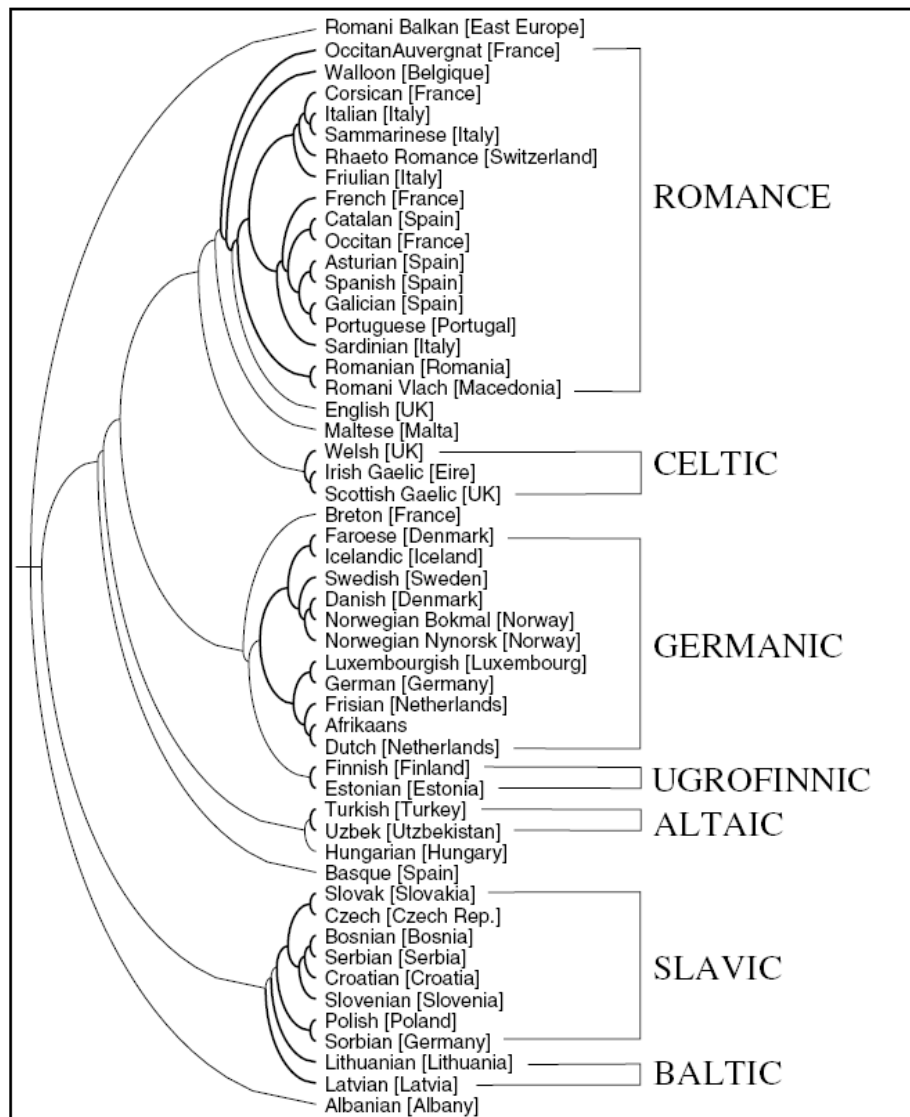 Romani Balkan [East Europe]
OccitanAuvergnat [France]
Walloon [Belgique]
Corsican [France]
Italian [Italy]
Sammarinese [Italy]
Rhaeto Romance [Switzerland]
Friulian [Italy]
French [France]
ROMANCE
Catalan [Spain]
Occitan [France]
Asturian [Spain]
Spanish [Spain]
Galician [Spain]
Portuguese [Portugal]
Sardinian [Italy]
Romanian [Romania]
Romani Vlach [Macedonia]
English [UK]
Maltese [Malta]
Welsh [UK]
Irish Gaelic [Eire]
CELTIC
Scottish Gaelic [UK]
Breton [France]
Faroese [Denmark]
Icelandic [Iceland]
Swedish [Sweden]
Danish [Denmark]
Norwegian Bokmal [Norway]
Norwegian Nynorsk [Norway]
GERMANIC
Luxembourgish [Luxembourg]
German [Germany]
Frisian [Netherlands]
Afrikaans
Dutch [Netherlands]
Finnish [Finland]
UGROFINNIC
Estonian [Estonia]
Turkish [Turkey]
ALTAIC
Uzbek [Utzbekistan]
Hungarian [Hungary]
Basque [Spain]
Slovak [Slovakia]
Czech [Czech Rep.]
Bosnian [Bosnia]
Serbian [Serbia]
SLAVIC
Croatian [Croatia]
Slovenian [Slovenia]
Polish [Poland]
Sorbian [Germany]
Lithuanian [Lithuania]
BALTIC
Latvian [Latvia]
Albanian [Albany]